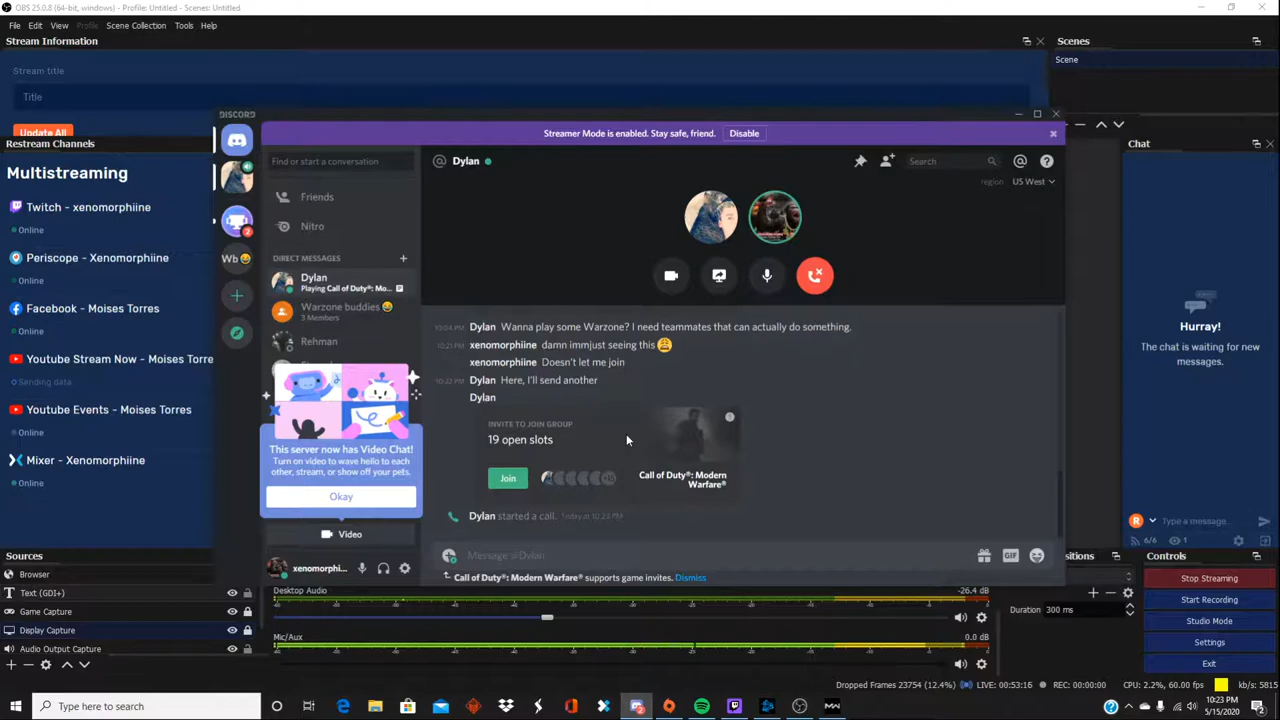 OBS 25.0.8 (64-bit, windows) - Profile: Untitled - Scenes: Untitled
File Edit View Profile Scene Collection Tools Help
Stream Information
Stream title
Title
Update All
Restream Channels
Multistreaming
Twitch - xenomorphiine
Online
Periscope - Xenomorphiine
Online
Facebook - Moises Torres
Online
Youtube Stream Now - Moises Torre
Sending data
Youtube Events - Moises Torres
Online
Mixer - Xenomorphiine
Online
DISCORD
Streamer Mode is enabled. Stay safe, friend. Disable
Find or start a conversation
Friends
Nitro
DIRECT MESSAGES
Dylan
Playing Call of Duty®: Mo...
Warzone buddies😆
3 Members
Rehman
Wb😆
2
This server now has Video Chat!
Turn on video to wave hello to each
other, stream, or show off your pets.
Okay
Video
xenomorphi...
Dylan
Search
region
US West
10:04 PM Dylan Wanna play some Warzone? I need teammates that can actually do something.
10:21 PM xenomorphiine damn immjust seeing this😩
xenomorphiine Doesn't let me join
10:22 PM Dylan Here, I'll send another
Dylan
INVITE TO JOIN GROUP
19 open slots
Join
Call of Duty®: Modern
Warfare®
Dylan started a call. Today at 10:23 PM
Message @Dylan
GIF
Call of Duty®: Modern Warfare® supports game invites. Dismiss
Scenes
Scene
Chat
Hurray!
The chat is waiting for new
messages.
R
Type a message...
6/6 1
Sources
Browser
Text (GDI+)
Game Capture
Display Capture
Audio Output Capture
Desktop Audio
-26.4 dB
Mic/Aux
0.0 dB
sitions
Duration 300 ms
Controls
Stop Streaming
Start Recording
Studio Mode
Settings
Exit
Dropped Frames 23754 (12.4%) LIVE: 00:53:16 REC: 00:00:00 CPU: 2.2%, 60.00 fps kb/s: 5815
Type here to search
10:23 PM
5/15/2020
2